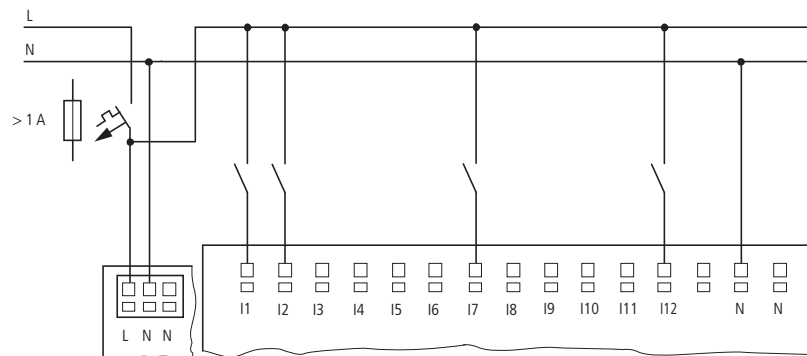 L
N
> 1 A
I1 I2 I3 I4 I5 I6 I7 I8 I9 I10 I11 I12 N N
L N N